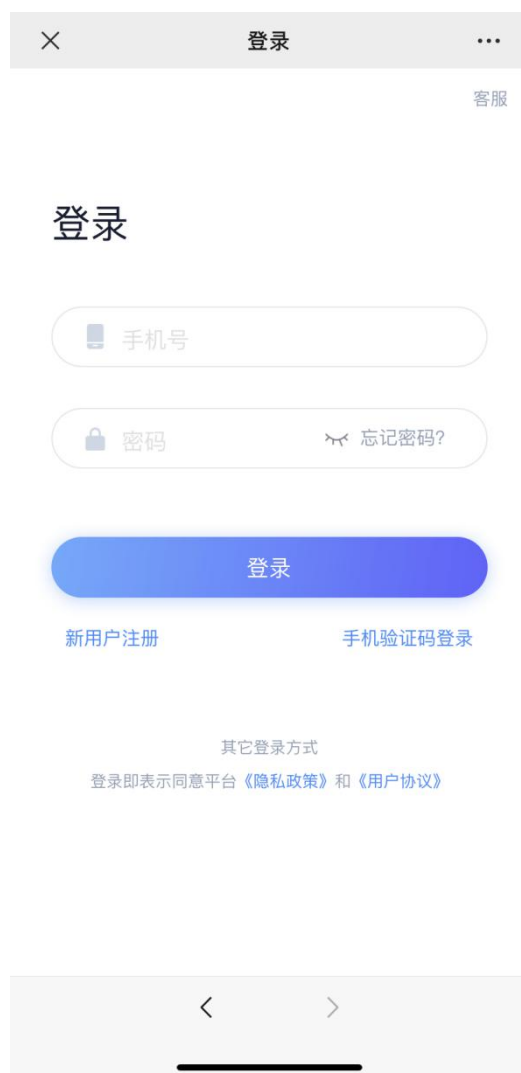 登录
客服
登录
手机号
密码 忘记密码?
登录
新用户注册 手机验证码登录
其它登录方式
登录即表示同意平台《隐私政策》和《用户协议》